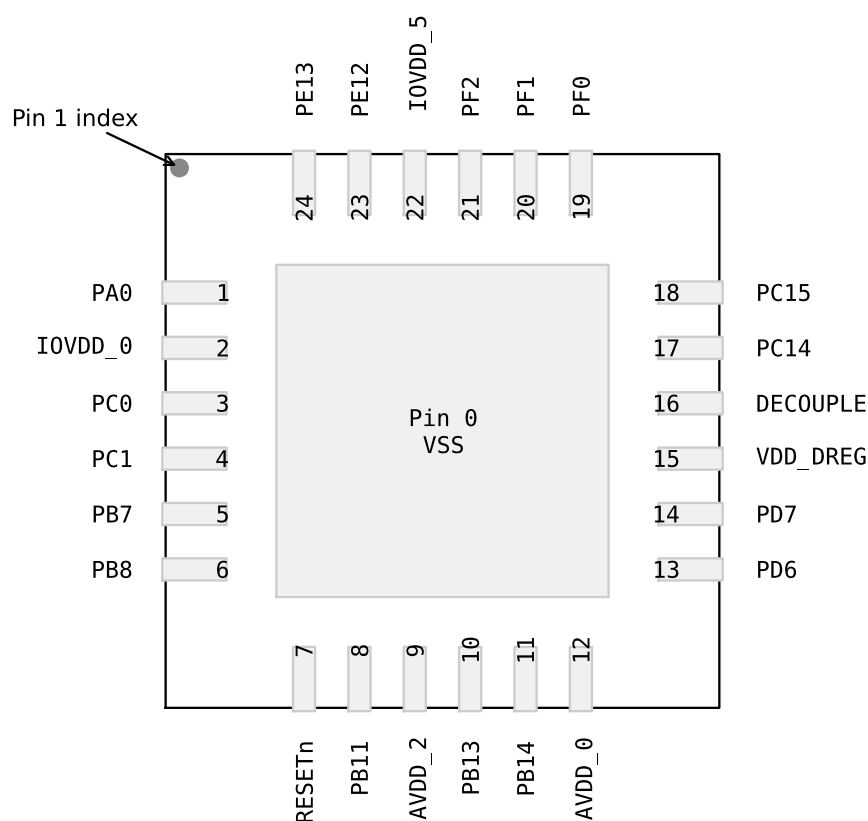 PE13
PE12
IOVDD_5
PF2
PF1
PF0
Pin 1 index
24
23
22
21
20
19
PA0 1
18 PC15
IOVDD_0 2
17 PC14
PC0 3
16 DECOUPLE
Pin 0
VSS
PC1 4
15 VDD_DREG
PB7 5
14 PD7
PB8 6
13 PD6
7
8
9
10
11
12
RESETn
PB11
AVDD_2
PB13
PB14
AVDD_0